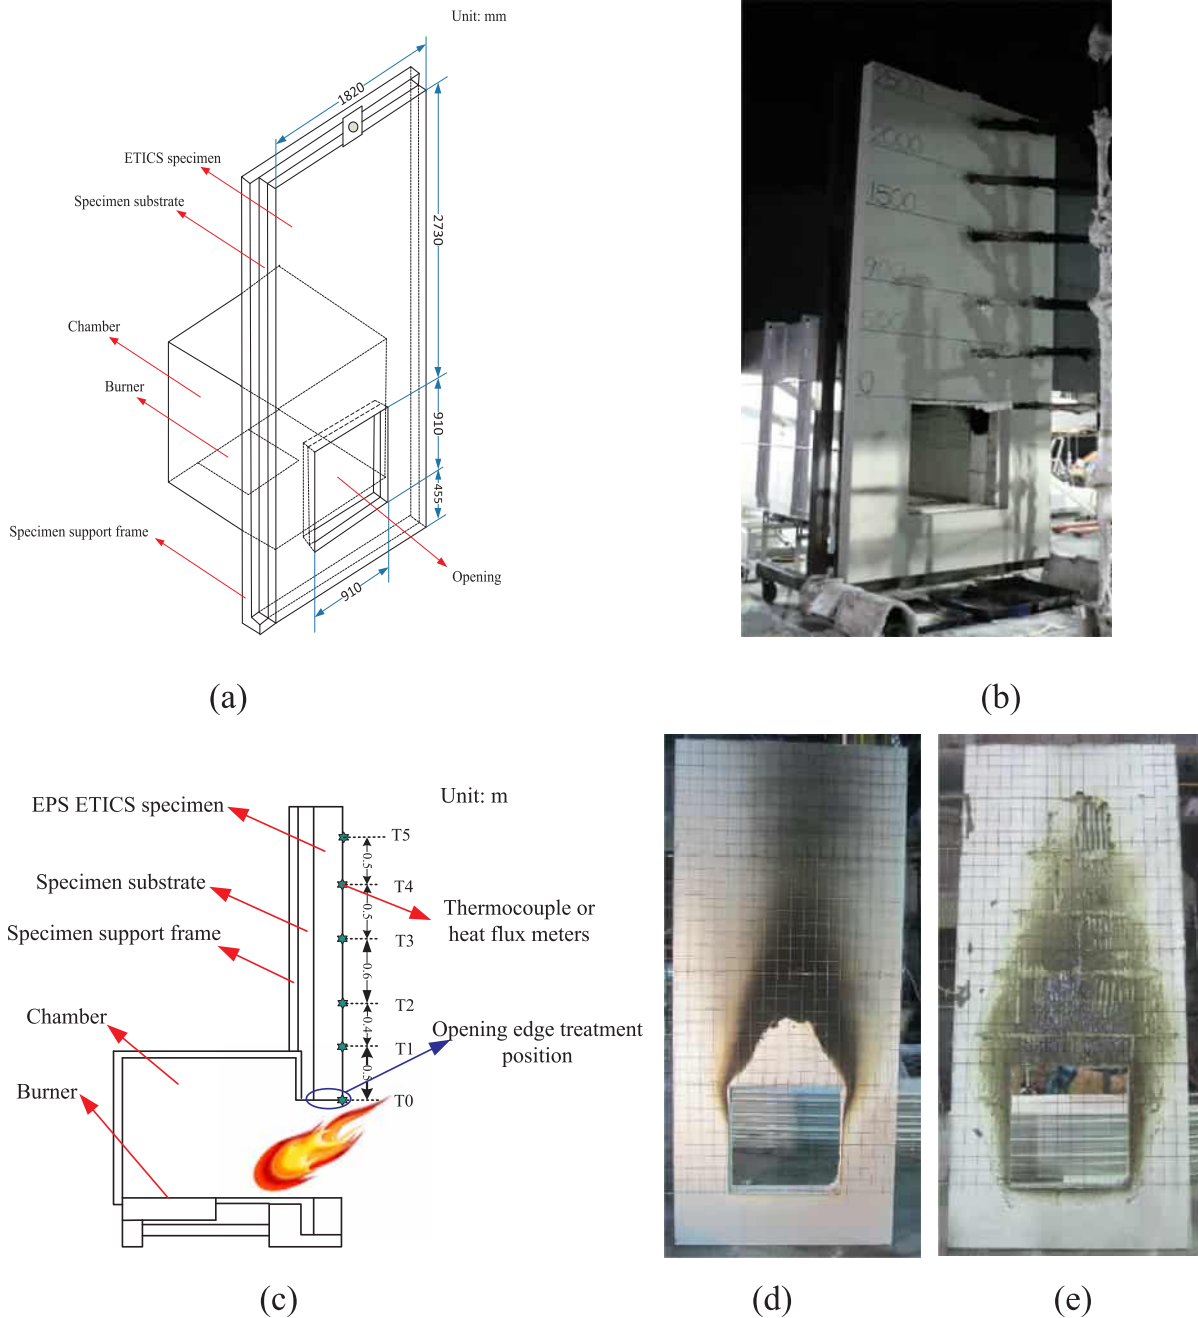 Unit: mm
1820
ETICS specimen
Specimen substrate
2730
Chamber
Burner
910
455
Specimen support frame
Opening
910
(a)
2500
2000
1500
900
500
0
(b)
EPS ETICS specimen
Unit: m
T5
0.5
Specimen substrate
T4
Thermocouple or
heat flux meters
0.5
Specimen support frame
T3
0.6
Chamber
T2
0.4
Opening edge treatment
position
T1
0.5
Burner
T0
(c)
(d)
(e)